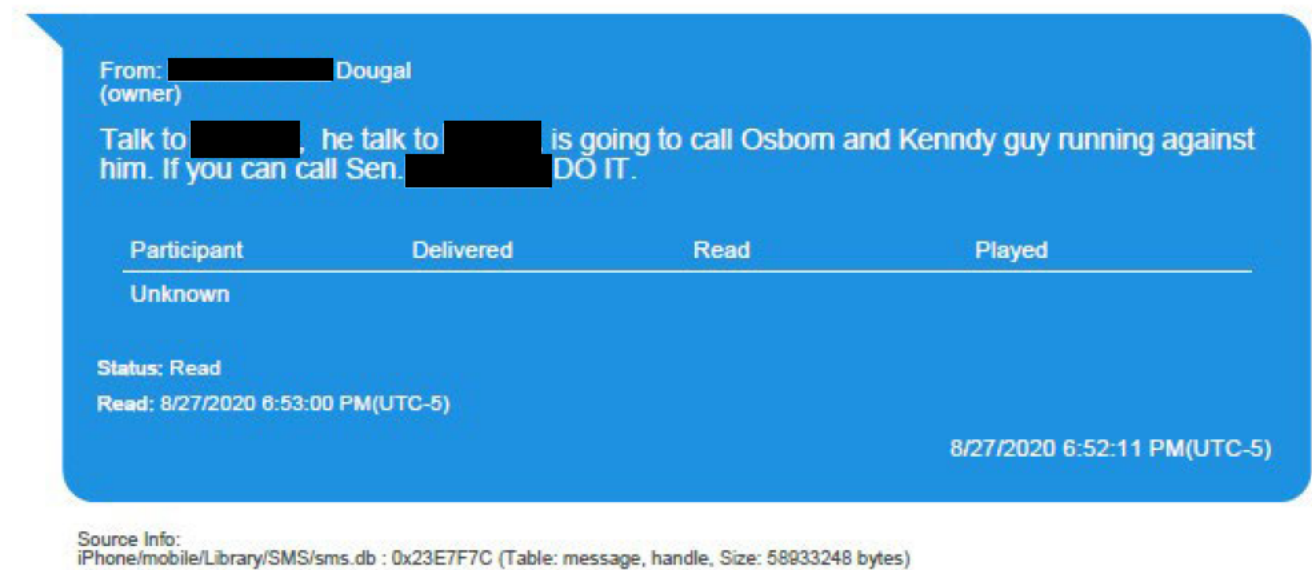 From: Dougal
(owner)
Talk to , he talk to is going to call Osborn and Kenndy guy running against
him. If you can call Sen. DO IT.
Participant Delivered Read Played
Unknown
Status: Read
Read: 8/27/2020 6:53:00 PM(UTC-5)
8/27/2020 6:52:11 PM(UTC-5)
Source Info:
iPhone/mobile/Library/SMS/sms.db : 0x23E7F7C (Table: message, handle, Size: 58933248 bytes)